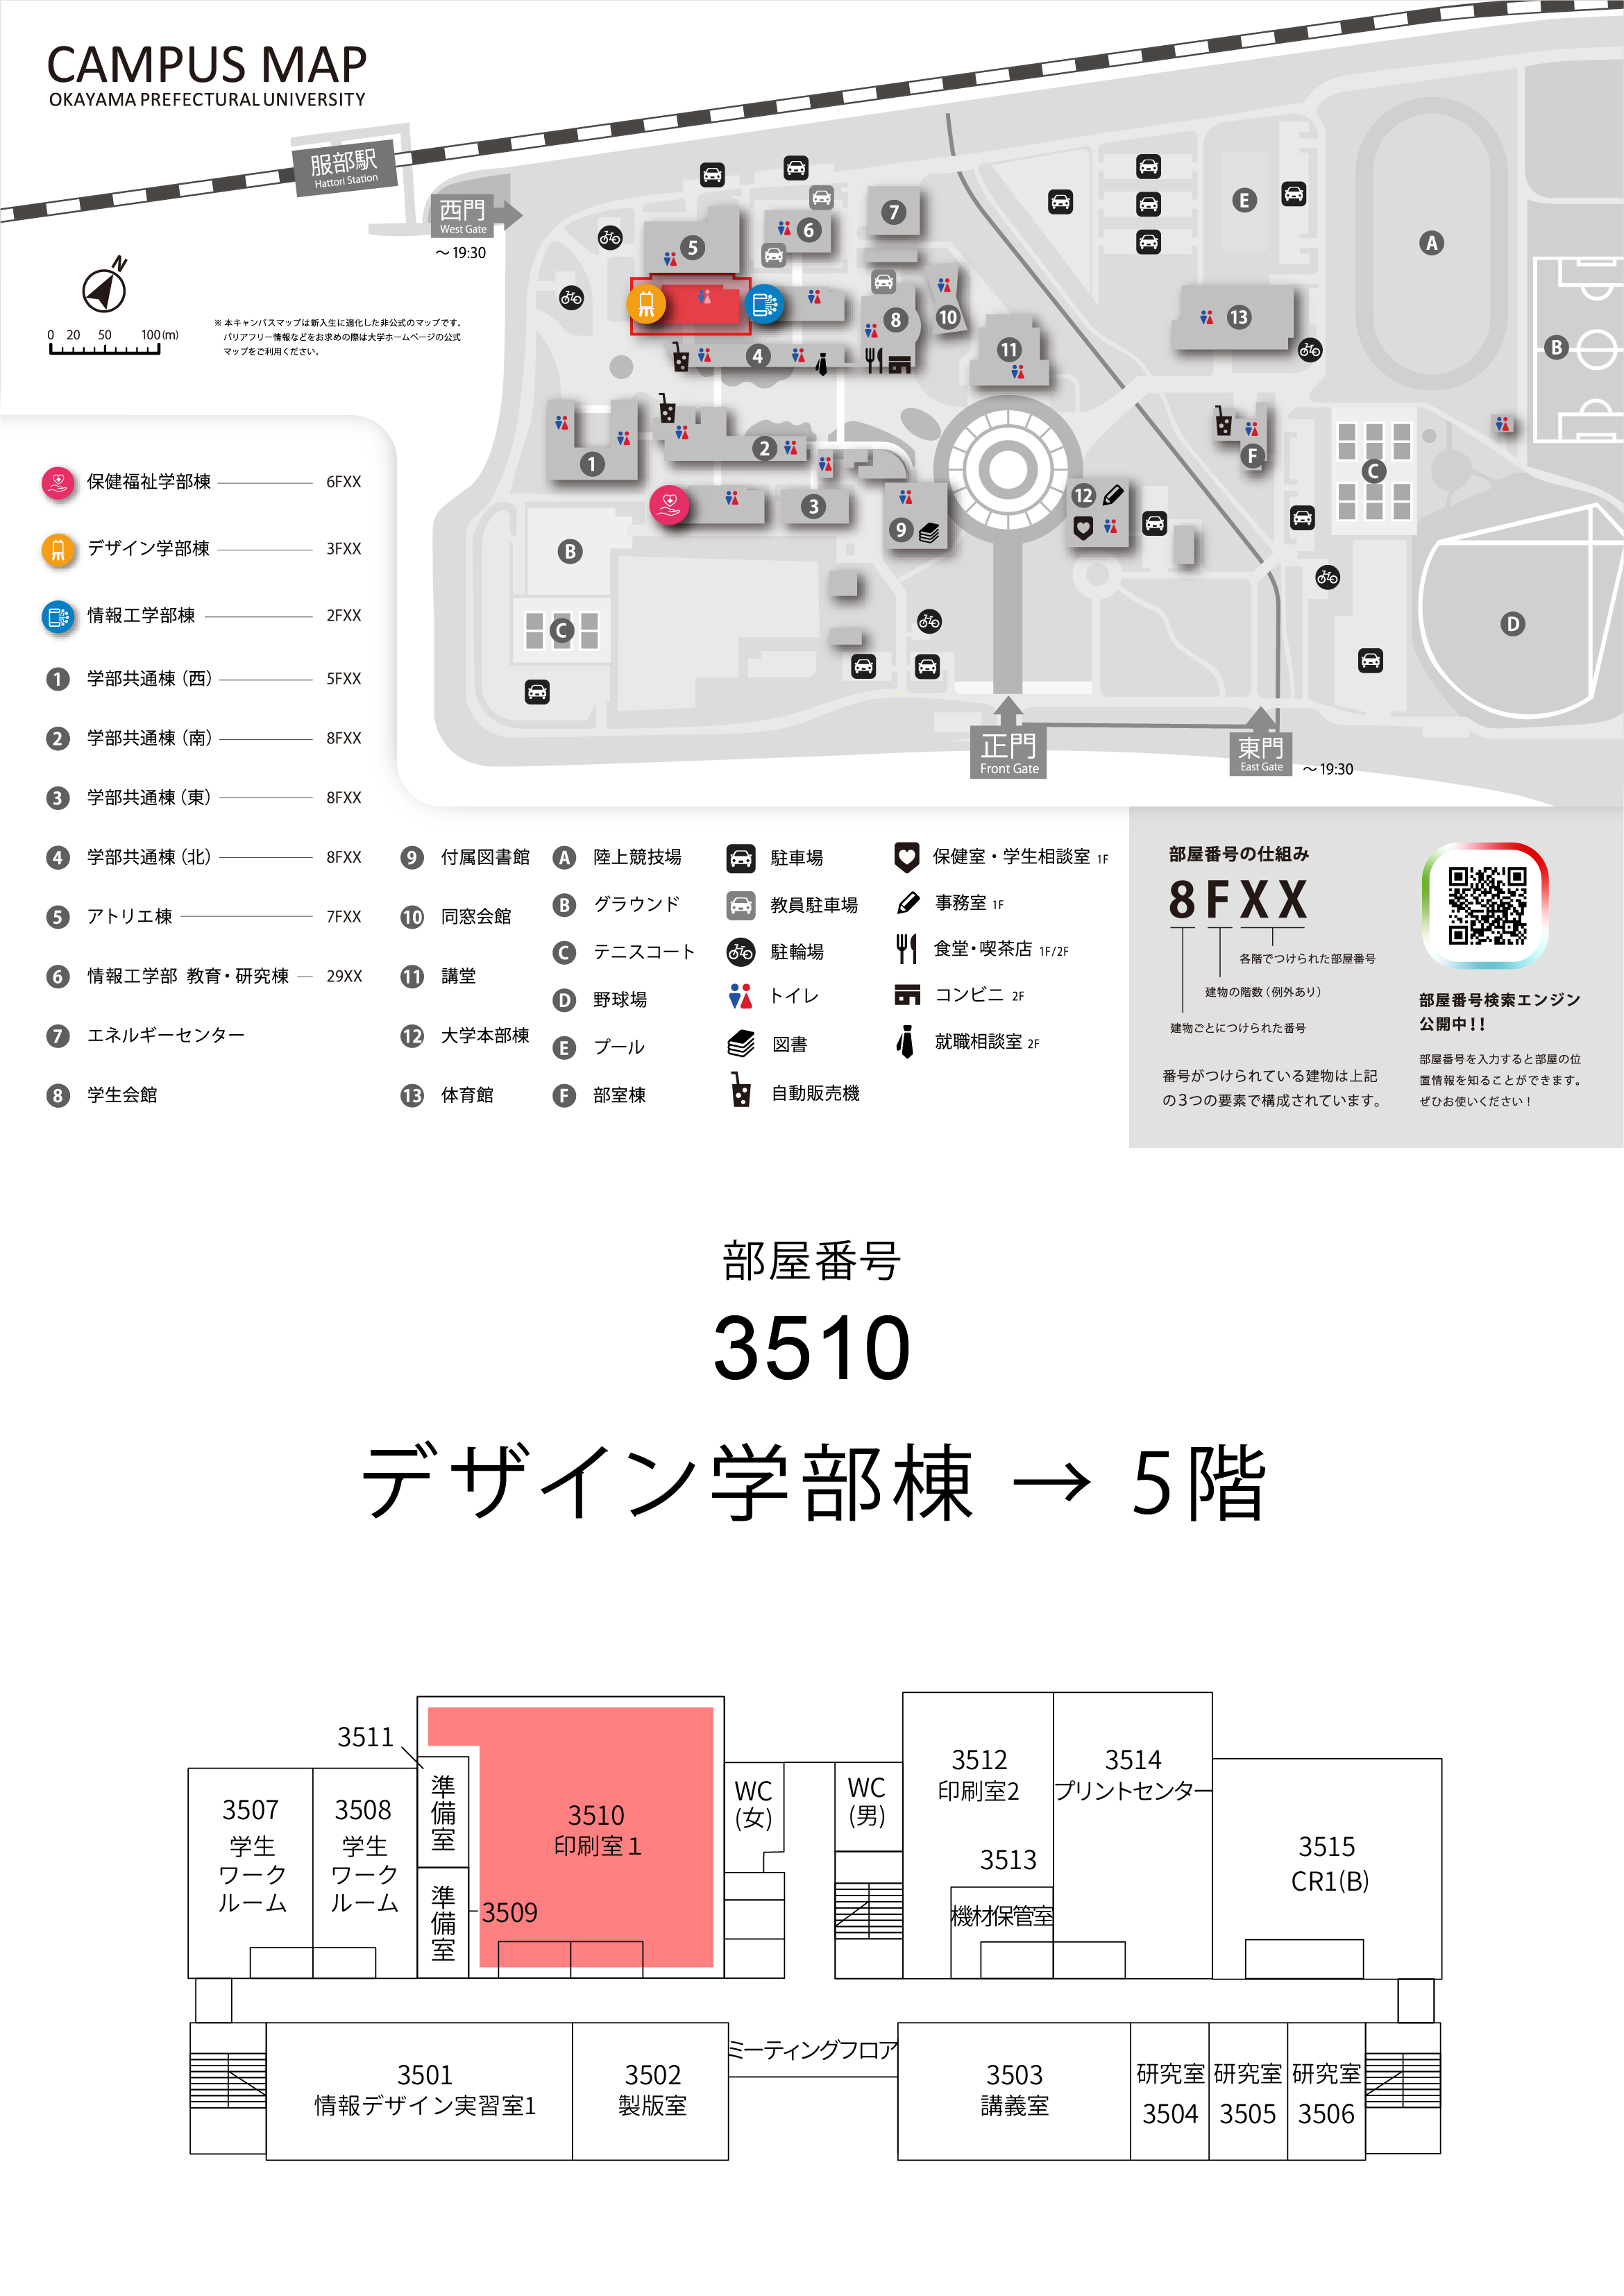 CAMPUS MAP
OKAYAMA PREFECTURAL UNIVERSITY
服部駅
Hattori Station
西門
West Gate
～19:30
N
0 20 50 100(m)
※ 本キャンパスマップは新入生に適化した非公式のマップです。
バリアフリー情報などをお求めの際は大学ホームページの公式
マップをご利用ください。
5
6
7
8
10
4
11
13
E
A
B
1
2
3
9
12
F
C
B
C
D
正門
Front Gate
東門
East Gate
～19:30
保健福祉学部棟 6FXX
デザイン学部棟 3FXX
情報工学部棟 2FXX
1 学部共通棟（西） 5FXX
2 学部共通棟（南） 8FXX
3 学部共通棟（東） 8FXX
4 学部共通棟（北） 8FXX
5 アトリエ棟 7FXX
6 情報工学部 教育・研究棟 29XX
7 エネルギーセンター
8 学生会館
9 付属図書館
10 同窓会館
11 講堂
12 大学本部棟
13 体育館
A 陸上競技場
B グラウンド
C テニスコート
D 野球場
E プール
F 部室棟
駐車場
教員駐車場
駐輪場
トイレ
図書
自動販売機
保健室・学生相談室 1F
事務室 1F
食堂・喫茶店 1F/2F
コンビニ 2F
就職相談室 2F
部屋番号の仕組み
8FXX
各階でつけられた部屋番号
建物の階数（例外あり）
建物ごとにつけられた番号
番号がつけられている建物は上記
の3つの要素で構成されています。
部屋番号検索エンジン
公開中！！
部屋番号を入力すると部屋の位
置情報を知ることができます。
ぜひお使いください！
部屋番号
3510
デザイン学部棟 → 5階
3511
3507
学生
ワーク
ルーム
3508
学生
ワーク
ルーム
準備室
準備室
3509
3510
印刷室１
WC
(女)
WC
(男)
3512
印刷室2
3513
機材保管室
3514
プリントセンター
3515
CR1(B)
3501
情報デザイン実習室1
3502
製版室
ミーティングフロア
3503
講義室
研究室
3504
研究室
3505
研究室
3506